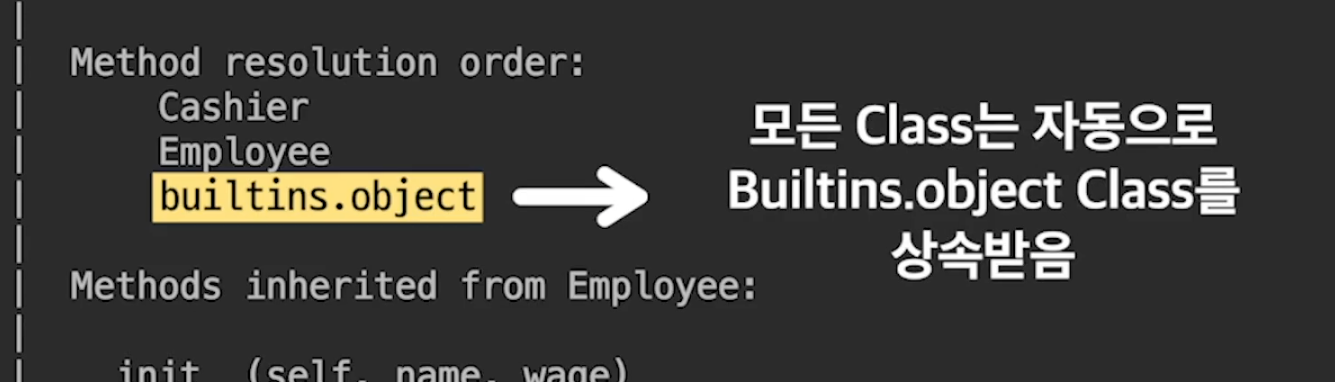 Method resolution order:
Cashier
Employee
builtins.object
모든 Class는 자동으로
Builtins.object Class를
상속받음
Methods inherited from Employee:
init (self, name, wage)